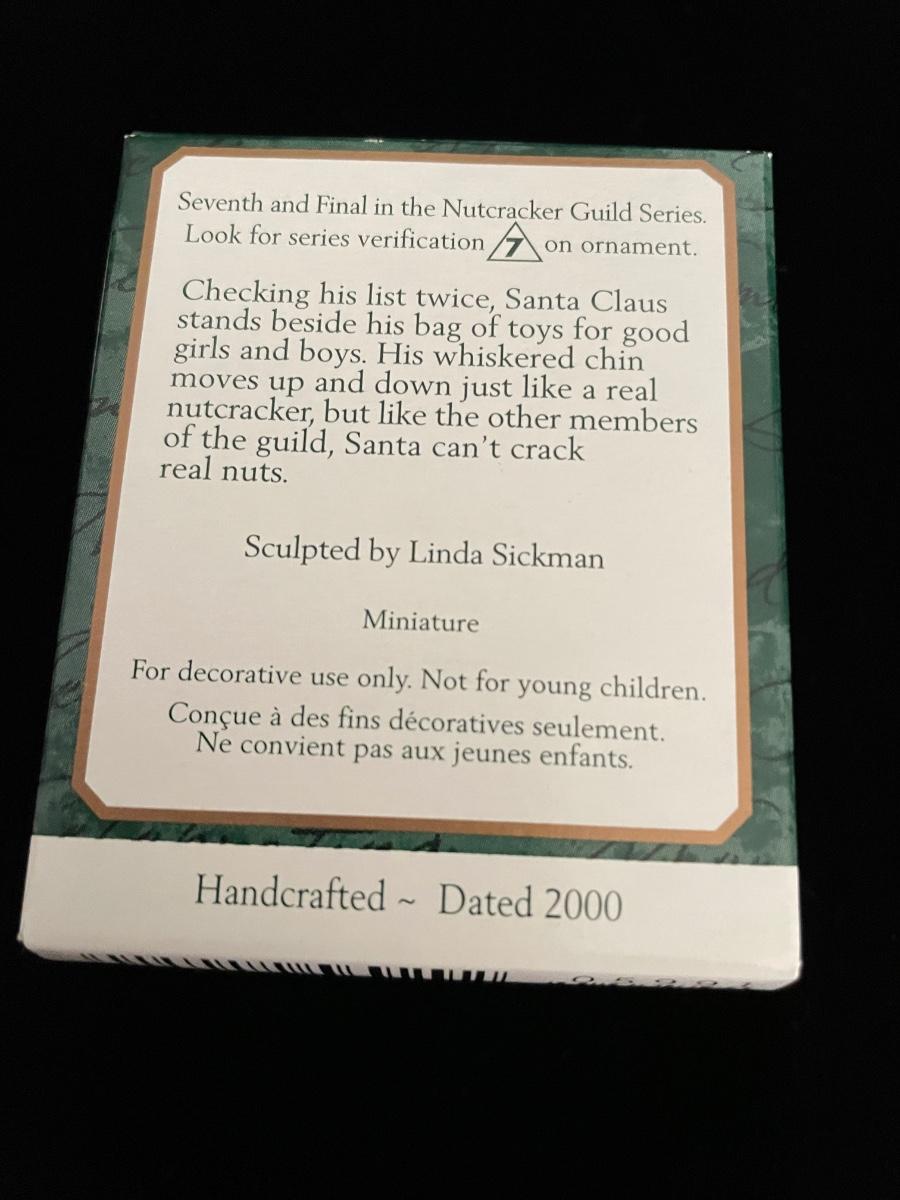 Seventh and Final in the Nutcracker Guild Series.
Look for series verification 7 on ornament.
Checking his list twice, Santa Claus
stands beside his bag of toys for good
girls and boys. His whiskered chin
moves up and down just like a real
nutcracker, but like the other members
of the guild, Santa can't crack
real nuts.
Sculpted by Linda Sickman
Miniature
For decorative use only. Not for young children.
Conçue à des fins décoratives seulement.
Ne convient pas aux jeunes enfants.
Handcrafted ~ Dated 2000